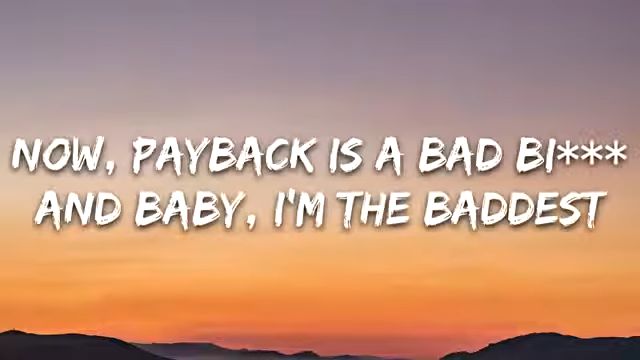 NOW, PAYBACK IS A BAD BI***
AND BABY, I'M THE BADDEST